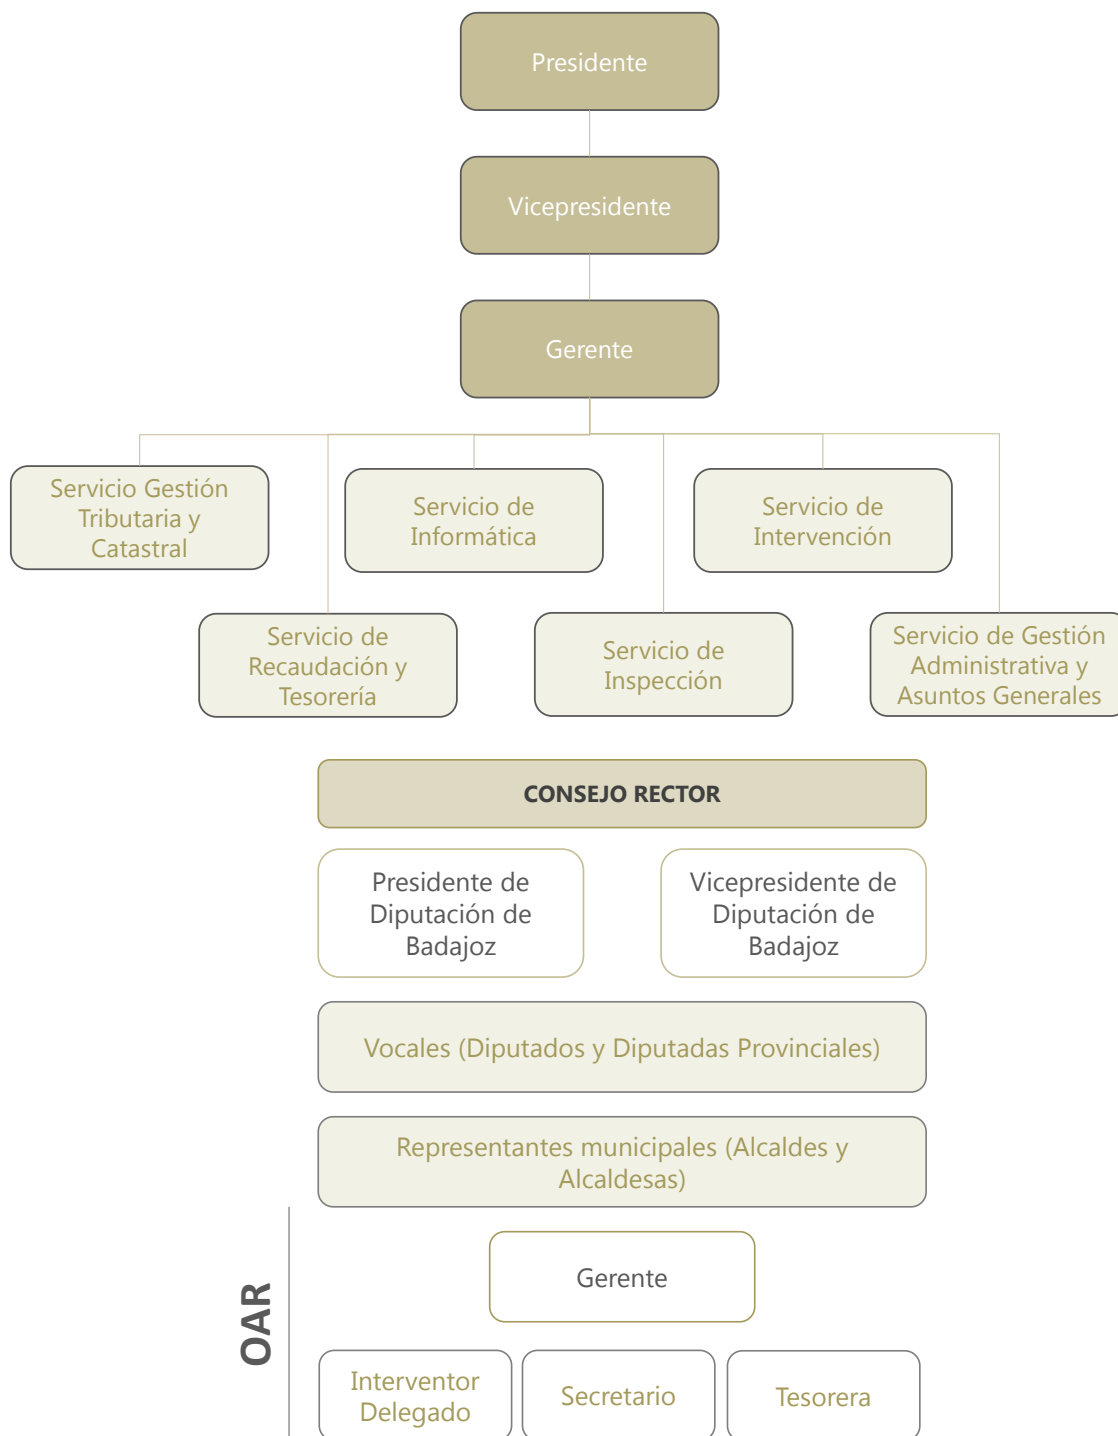 Presidente
Vicepresidente
Gerente
Servicio Gestión
Tributaria y
Catastral
Servicio de
Informática
Servicio de
Intervención
Servicio de
Recaudación y
Tesorería
Servicio de
Inspección
Servicio de Gestión
Administrativa y
Asuntos Generales
CONSEJO RECTOR
Presidente de
Diputación de
Badajoz
Vicepresidente de
Diputación de
Badajoz
Vocales (Diputados y Diputadas Provinciales)
Representantes municipales (Alcaldes y
Alcaldesas)
OAR
Gerente
Interventor
Delegado
Secretario
Tesorera